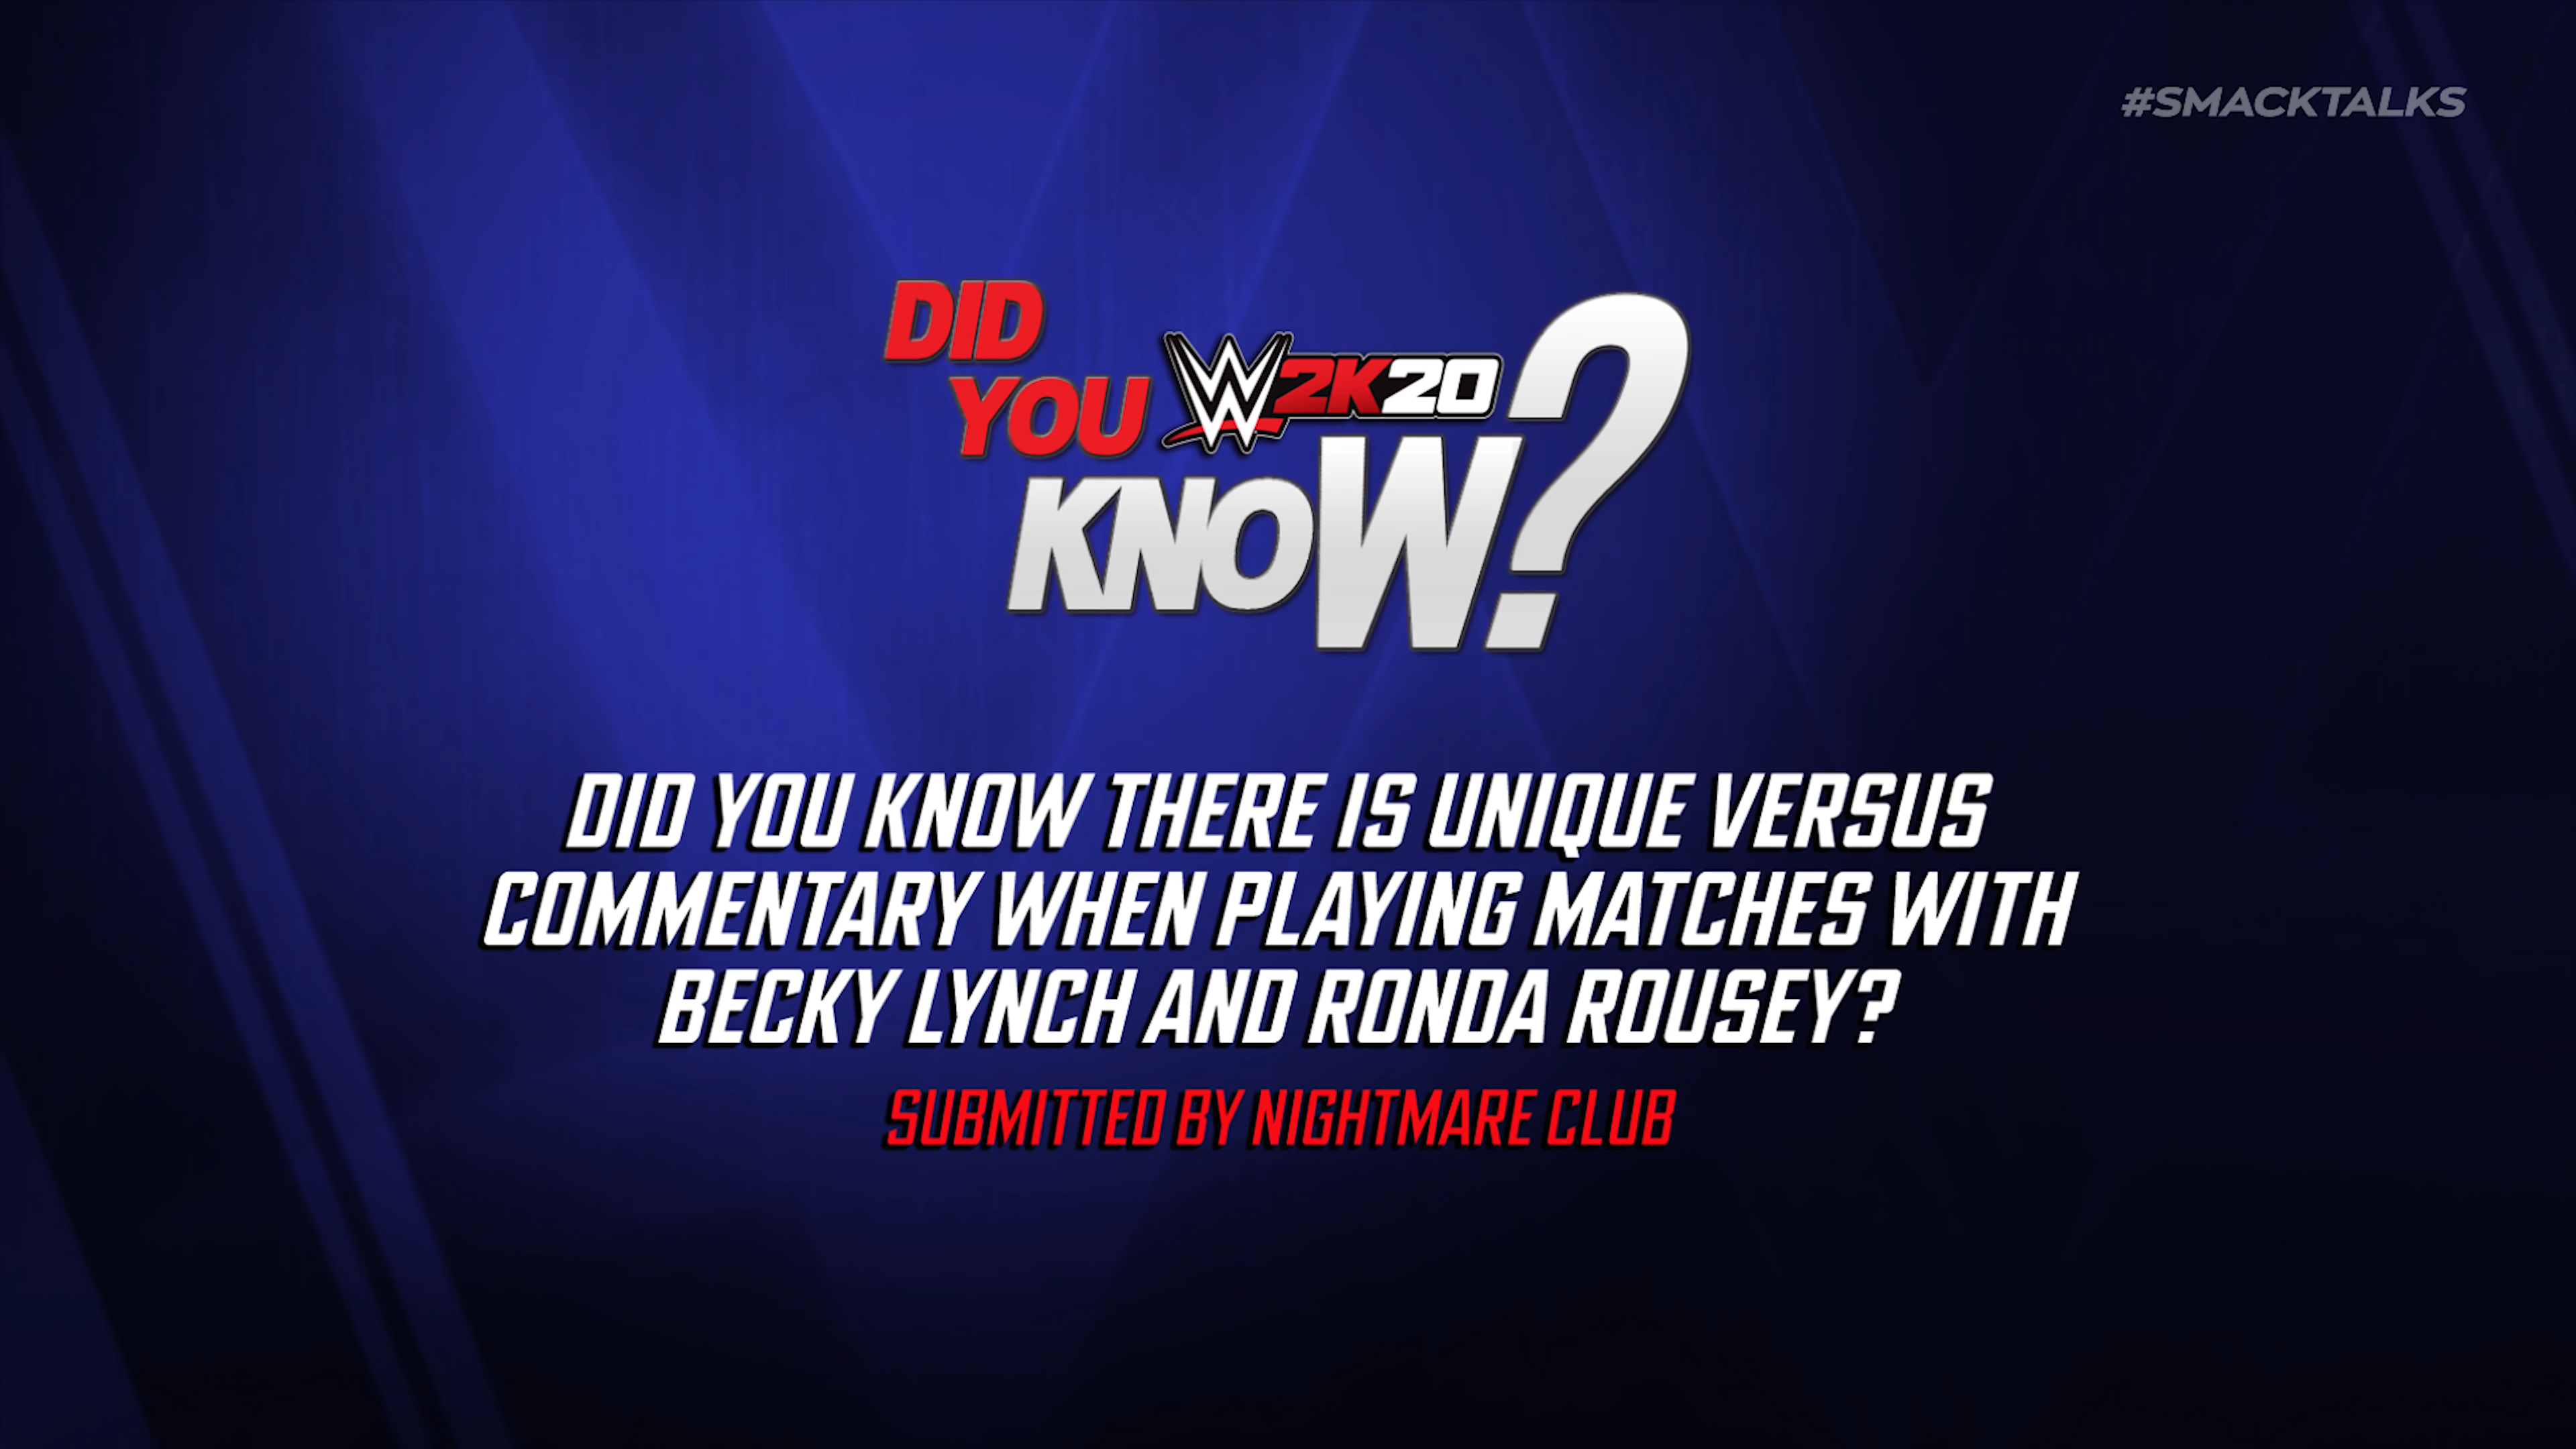 #SMACKTALKS
DID
YOU W2K20
KNOW?
DID YOU KNOW THERE IS UNIQUE VERSUS
COMMENTARY WHEN PLAYING MATCHES WITH
BECKY LYNCH AND RONDA ROUSEY?
SUBMITTED BY NIGHTMARE CLUB